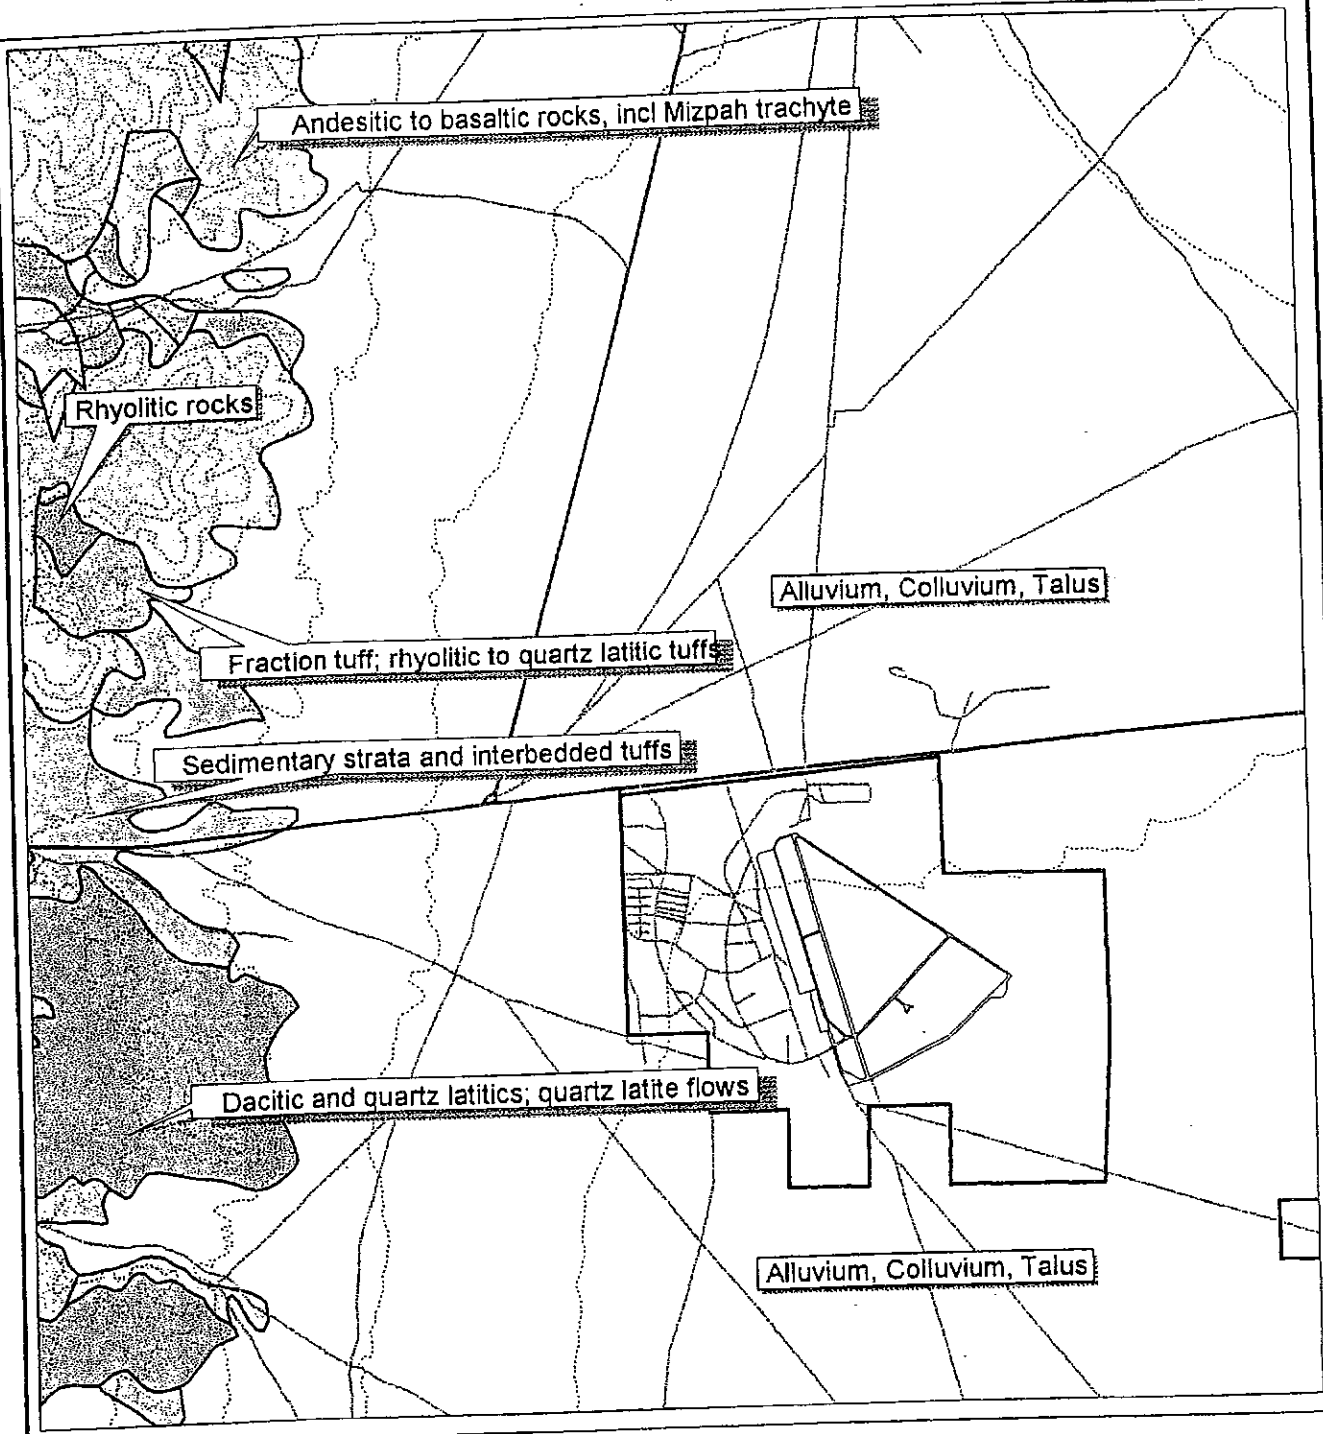 Andesitic to basaltic rocks, incl Mizpah trachyte
Rhyolitic rocks
Alluvium, Colluvium, Talus
Fraction tuff; rhyolitic to quartz latitic tuffs
Sedimentary strata and interbedded tuffs
Dacitic and quartz latitics; quartz latite flows
Alluvium, Colluvium, Talus